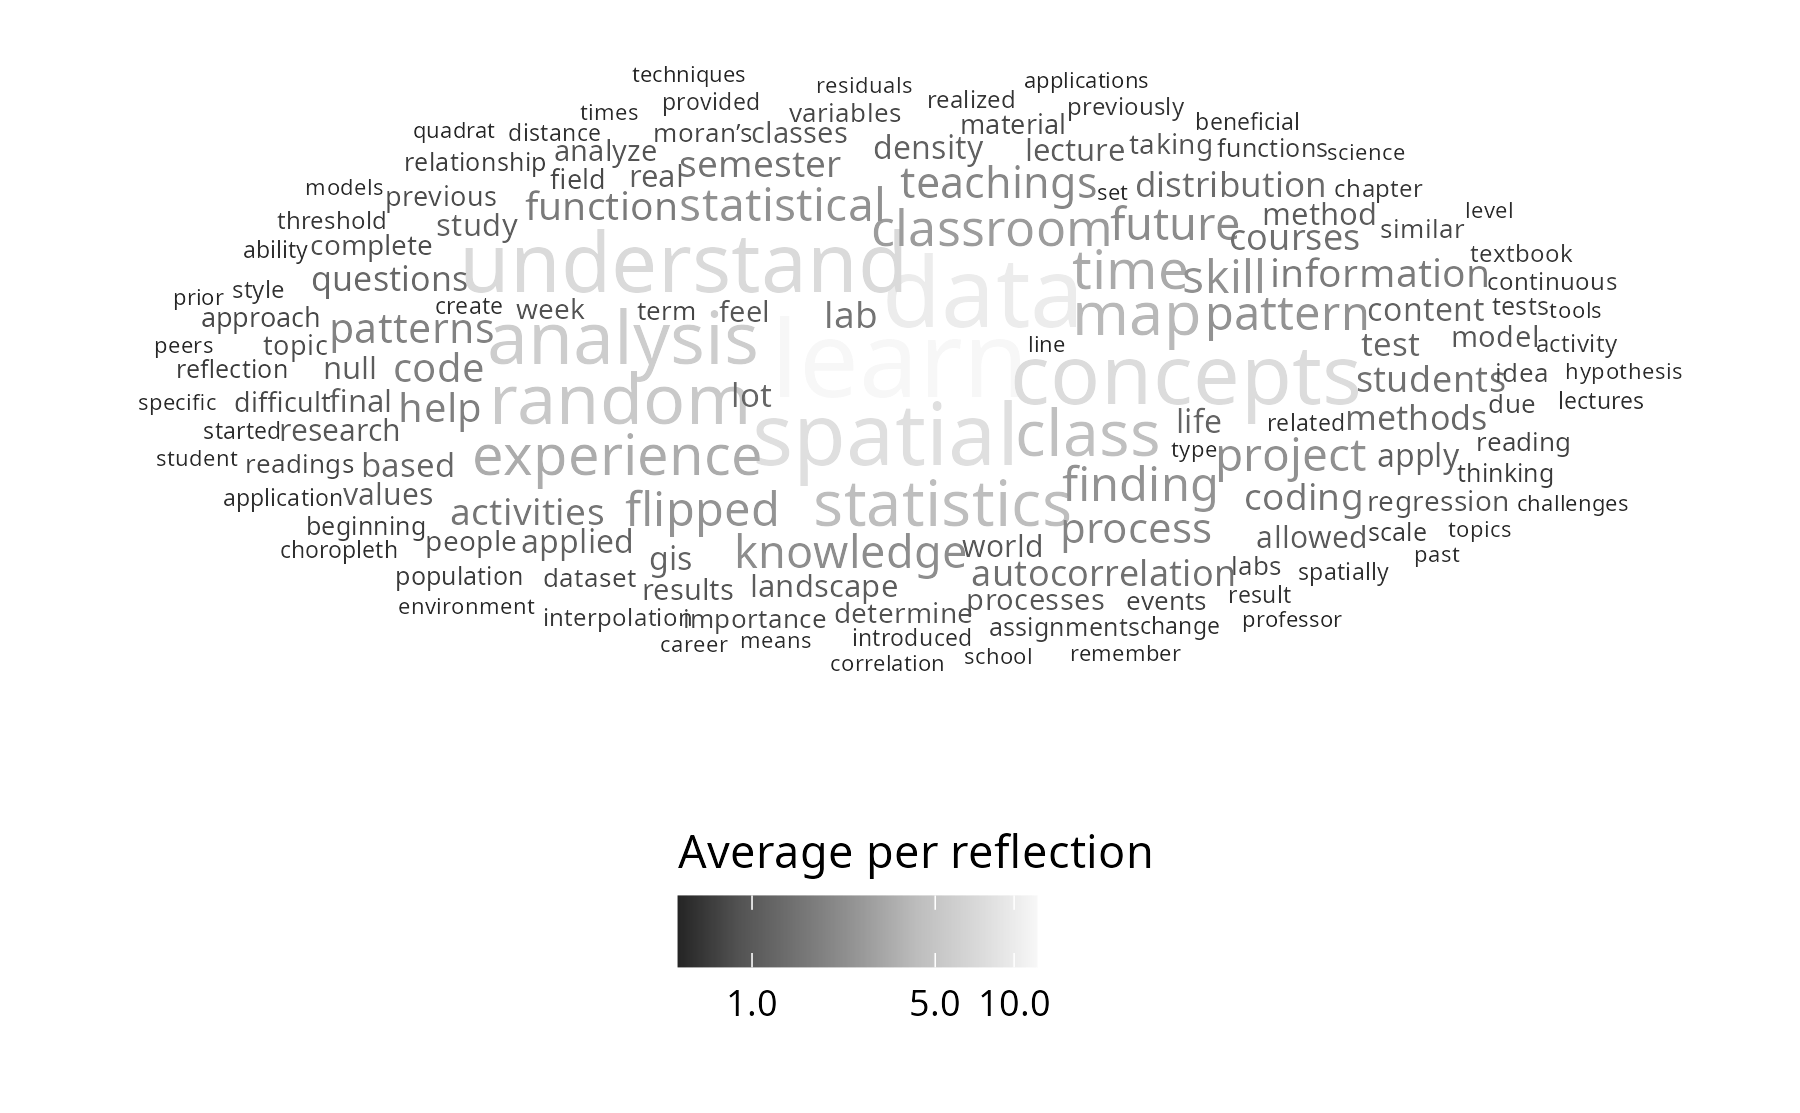 techniques residuals applications
times provided variables realized previously
quadrat distance moran’s classes material beneficial
relationship analyze semester density lecture taking functions science
models previous field real teachings set distribution chapter
threshold study function statistical classroom future method similar level
ability complete understand courses textbook
questions data time skill information continuous
prior style create week term feel lab map pattern content tests tools
approach patterns analysis learn line test model activity
peers topic
reflection null code random lot concepts students idea hypothesis
specific difficult final help life related methods due lectures
started research spatial class type reading
student readings based experience project apply thinking
application values activities flipped statistics finding coding regression challenges
beginning people applied knowledge world process allowed scale topics
choropleth gis autocorrelation labs spatially past
population dataset results landscape processes events result
environment interpolation importance determine assignments change professor
career means introduced school remember
correlation
Average per reflection
1.0 5.0 10.0